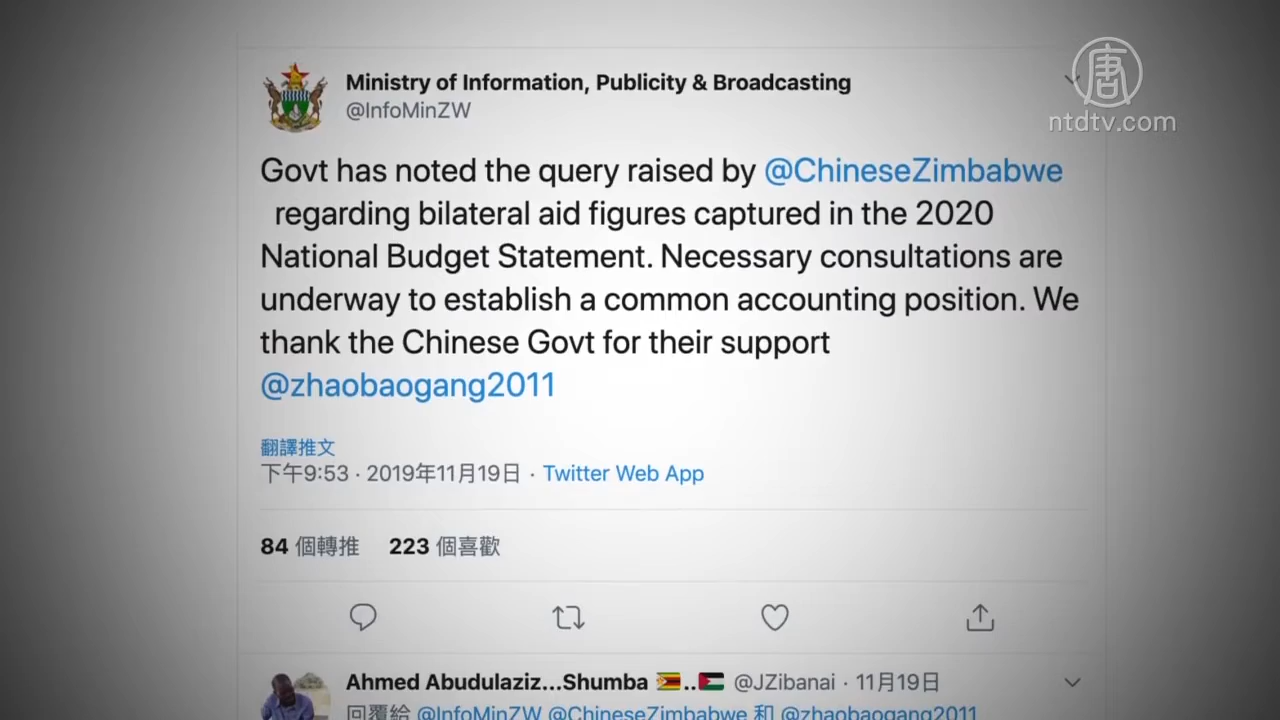 唐
ntdtv.com
Ministry of Information, Publicity & Broadcasting
@InfoMinZW
Govt has noted the query raised by @ChineseZimbabwe
regarding bilateral aid figures captured in the 2020
National Budget Statement. Necessary consultations are
underway to establish a common accounting position. We
thank the Chinese Govt for their support
@zhaobaogang2011
翻譯推文
下午9:53 · 2019年11月19日 · Twitter Web App
84 個轉推 223 個喜歡
Ahmed Abudulaziz...Shumba 🇿🇼..🇵🇸 @JZibanai · 11月19日
回覆給 @InfoMinZW @ChineseZimbabwe 和 @zhaobaogang2011